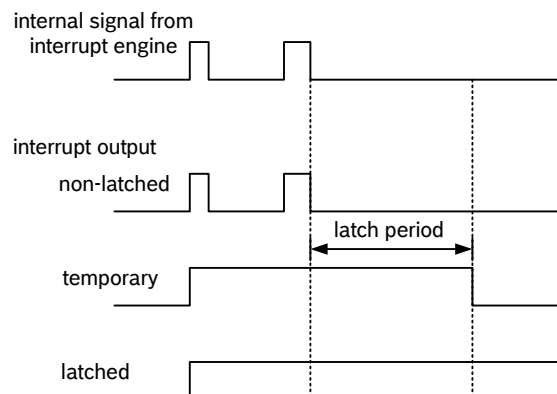 internal signal from
interrupt engine
interrupt output
non-latched
latch period
temporary
latched